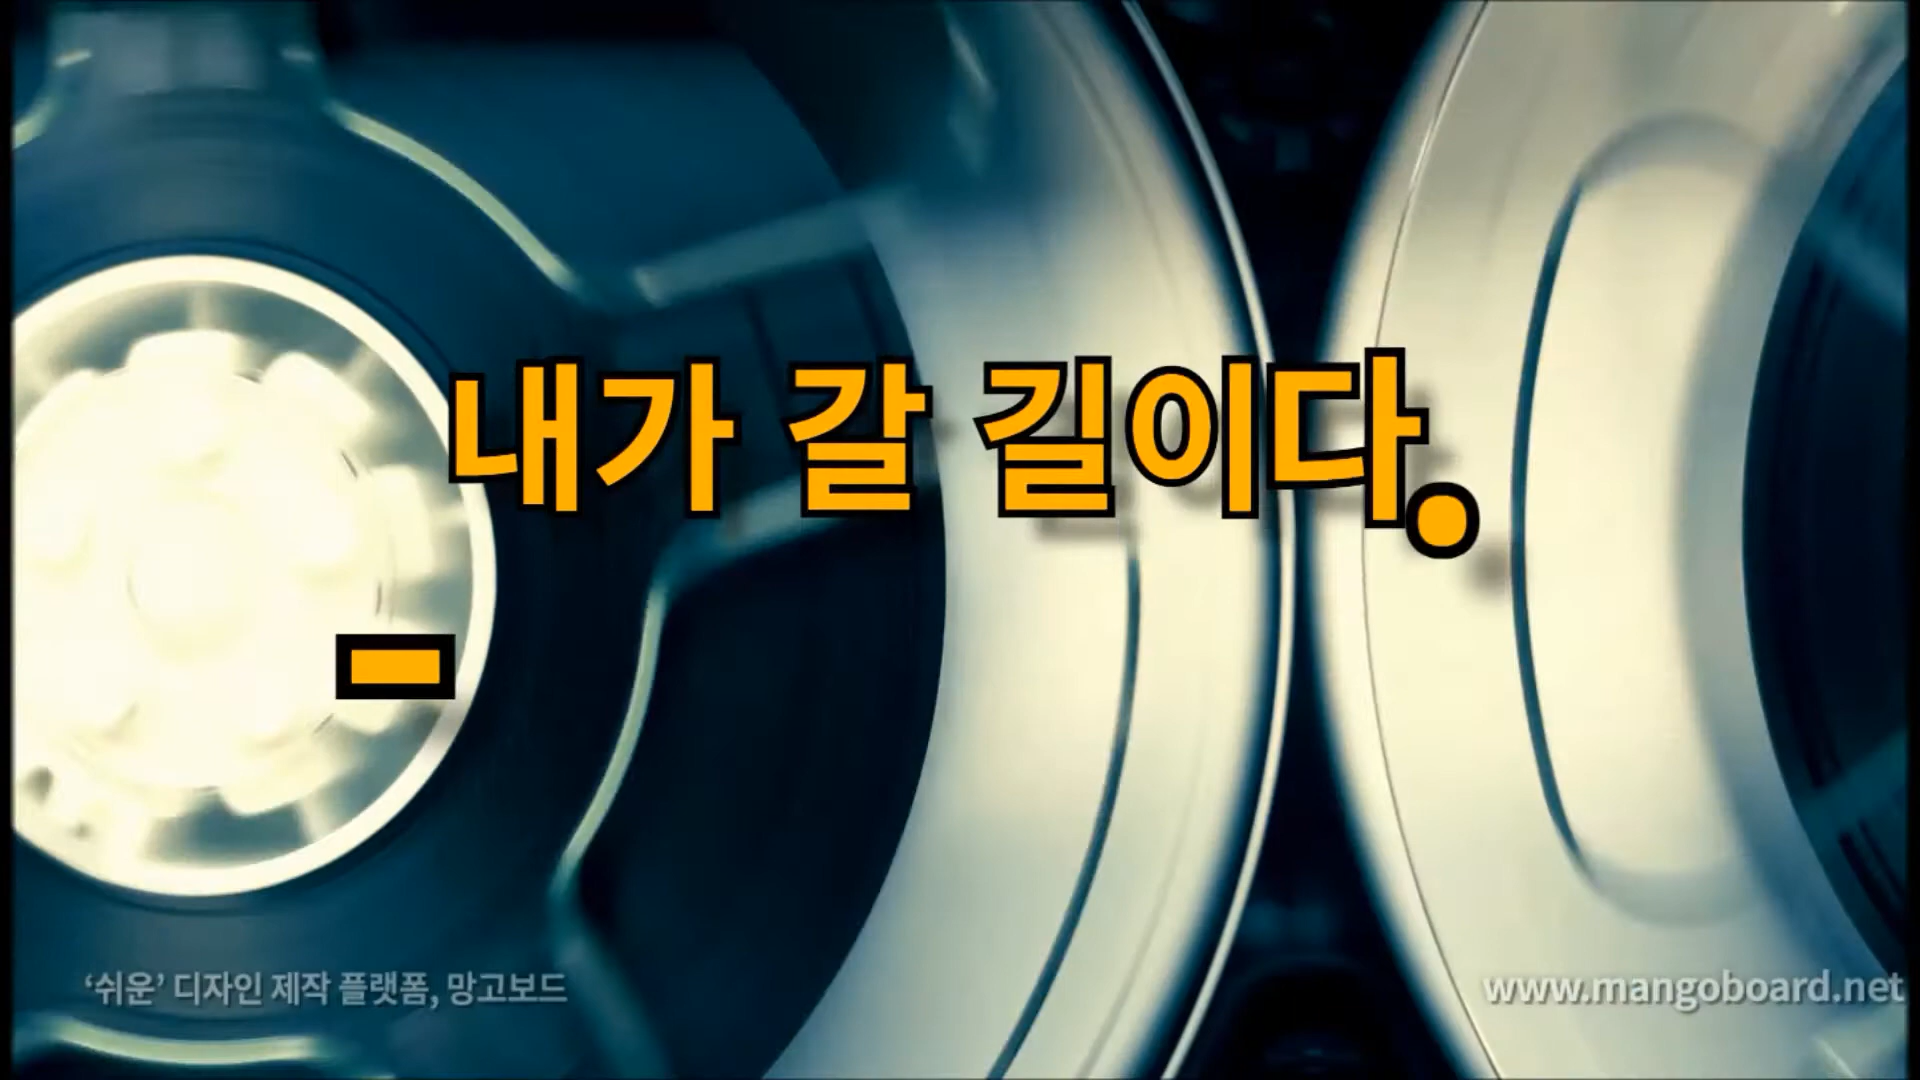 내가 갈 길이다.
-
‘쉬운’ 디자인 제작 플랫폼, 망고보드
www.mangoboard.net